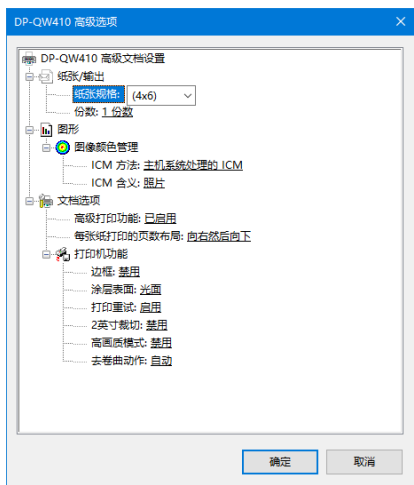 DP-QW410 高级选项
DP-QW410 高级文档设置
纸张/输出
纸张规格: (4x6)
份数: 1 份数
图形
图像颜色管理
ICM 方法: 主机系统处理的 ICM
ICM 含义: 照片
文档选项
高级打印功能: 已启用
每张纸打印的页数布局: 向右然后向下
打印机功能
边框: 禁用
涂层表面: 光面
打印重试: 启用
2英寸裁切: 禁用
高画质模式: 禁用
去卷曲动作: 自动
确定 取消